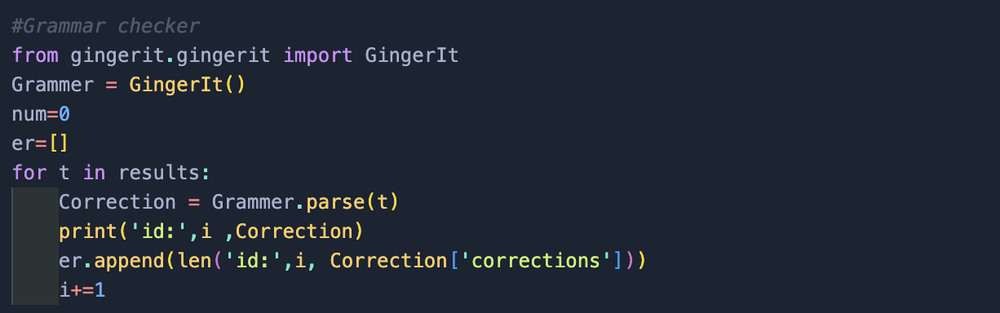 #Grammar checker
from gingerit.gingerit import GingerIt
Grammer = GingerIt()
num=0
er=[]
for t in results:
    Correction = Grammer.parse(t)
    print('id:',i ,Correction)
    er.append(len('id:',i, Correction['corrections']))
    i+=1